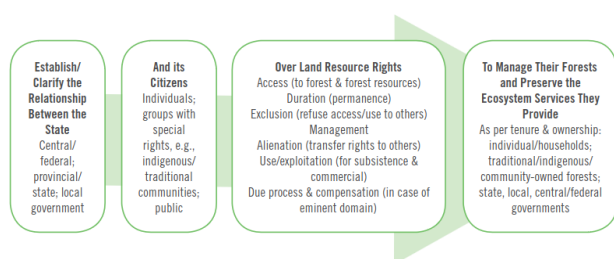 Establish/
Clarify the
Relationship
Between the
State
Central/
federal;
provincial/
state; local
government
And its
Citizens
Individuals;
groups with
special
rights, e.g.,
indigenous/
traditional
communities;
public
Over Land Resource Rights
Access (to forest & forest resources)
Duration (permanence)
Exclusion (refuse access/use to others)
Management
Alienation (transfer rights to others)
Use/exploitation (for subsistence &
commercial)
Due process & compensation (in case of
eminent domain)
To Manage Their Forests
and Preserve the
Ecosystem Services They
Provide
As per tenure & ownership:
individual/households;
traditional/indigenous/
community-owned forests;
state, local, central/federal
governments